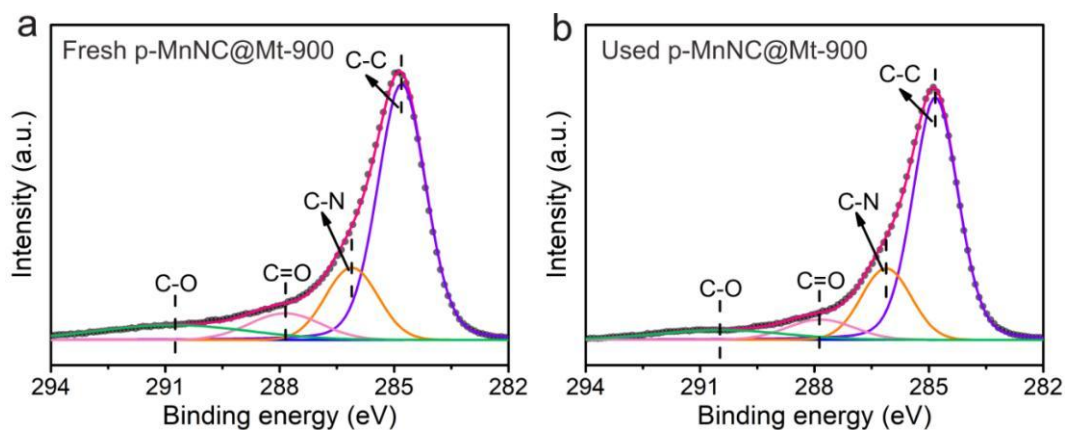 a
Fresh p-MnNC@Mt-900
C-C
C-N
C=O
C-O
Intensity (a.u.)
294 291 288 285 282
Binding energy (eV)
b
Used p-MnNC@Mt-900
C-C
C-N
C=O
C-O
Intensity (a.u.)
294 291 288 285 282
Binding energy (eV)